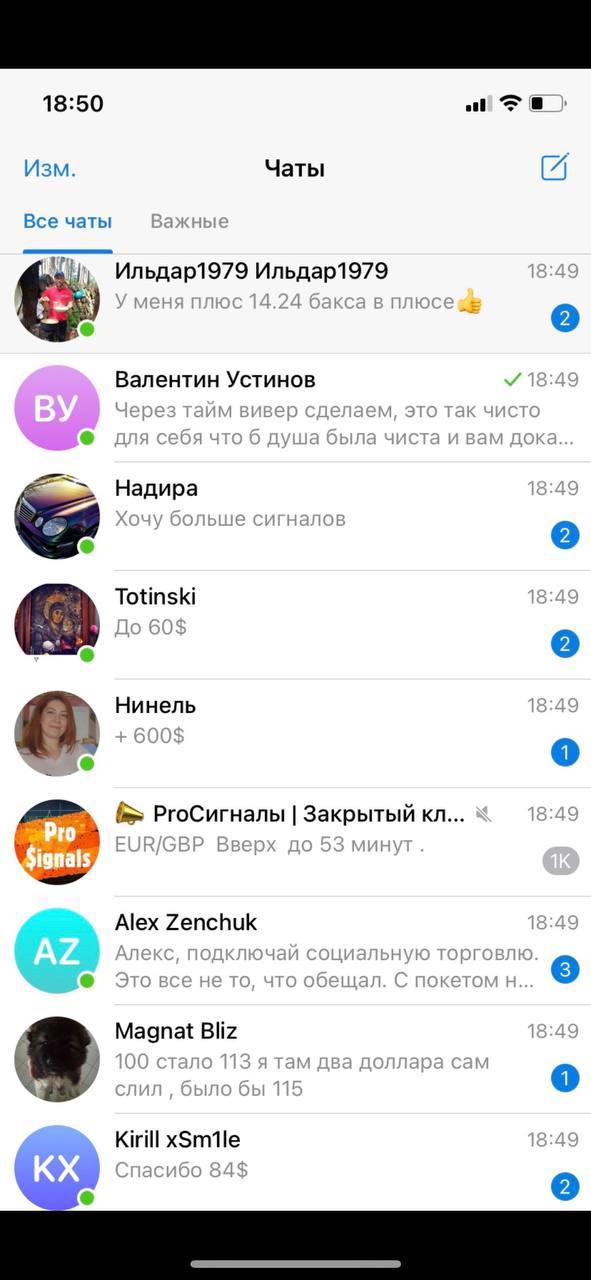 18:50
Изм.
Чаты
Все чаты
Важные
Ильдар1979 Ильдар1979
18:49
У меня плюс 14.24 бакса в плюсе👍
2
ВУ
Валентин Устинов
18:49
Через тайм вивер сделаем, это так чисто
для себя что б душа была чиста и вам дока...
Надира
18:49
Хочу больше сигналов
2
Totinski
18:49
До 60$
2
Нинель
18:49
+ 600$
1
Pro
$ignals
ProСигналы | Закрытый кл...
18:49
EUR/GBP Вверх до 53 минут .
1K
AZ
Alex Zenchuk
18:49
Алекс, подключай социальную торговлю.
Это все не то, что обещал. С покетом н...
3
Magnat Bliz
18:49
100 стало 113 я там два доллара сам
слил , было бы 115
1
KX
Kirill xSm1le
18:49
Спасибо 84$
2